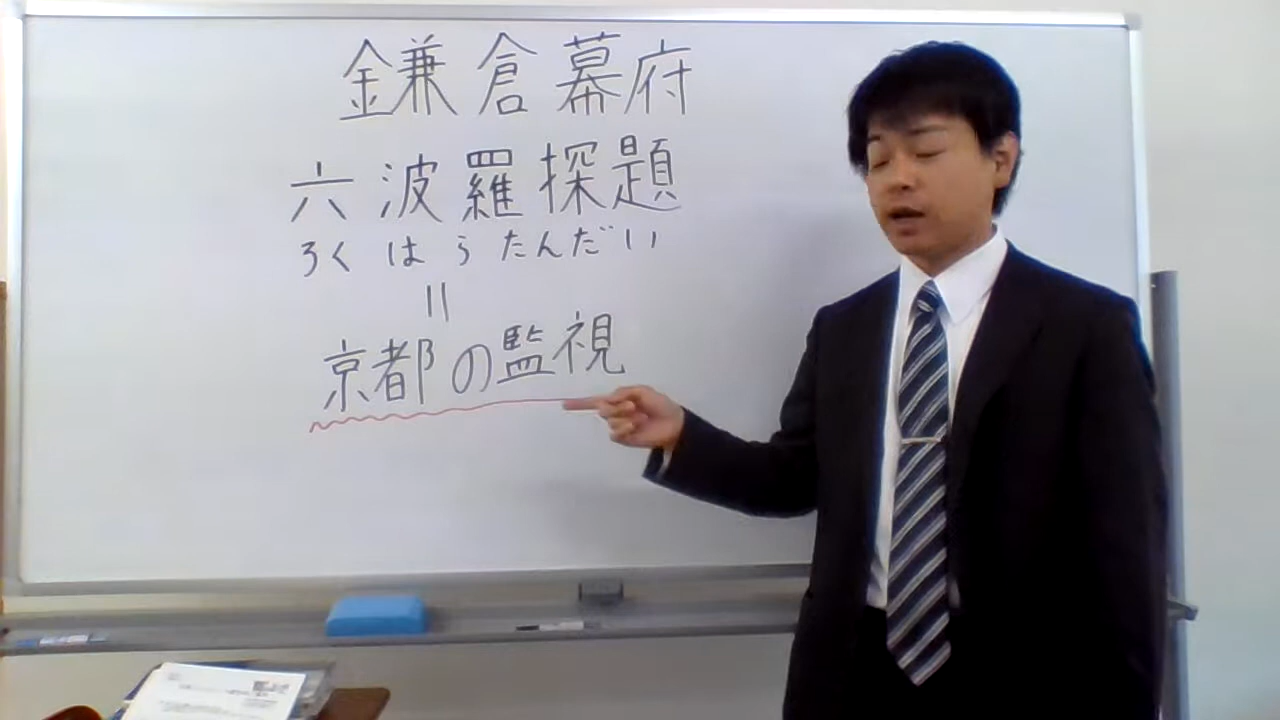 鎌倉幕府
六波羅探題
ろくはらたんだい
=
京都の監視